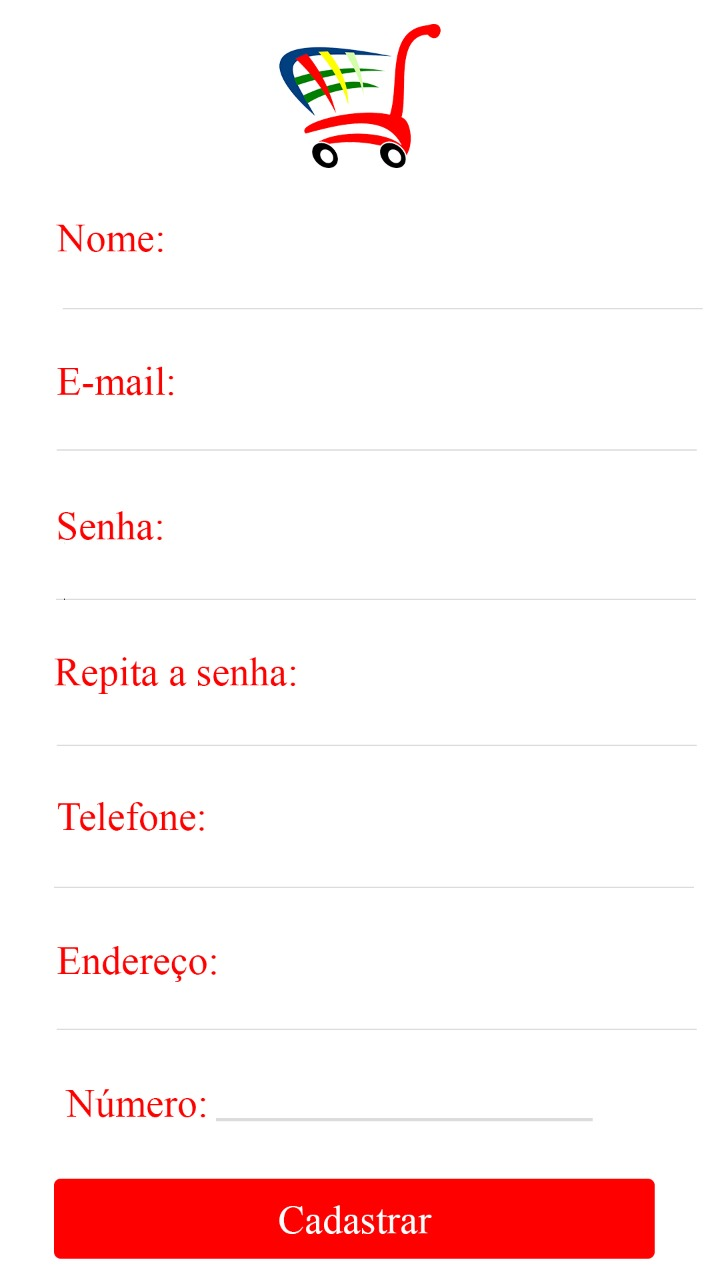 Nome:
E-mail:
Senha:
Repita a senha:
Telefone:
Endereço:
Número:
Cadastrar